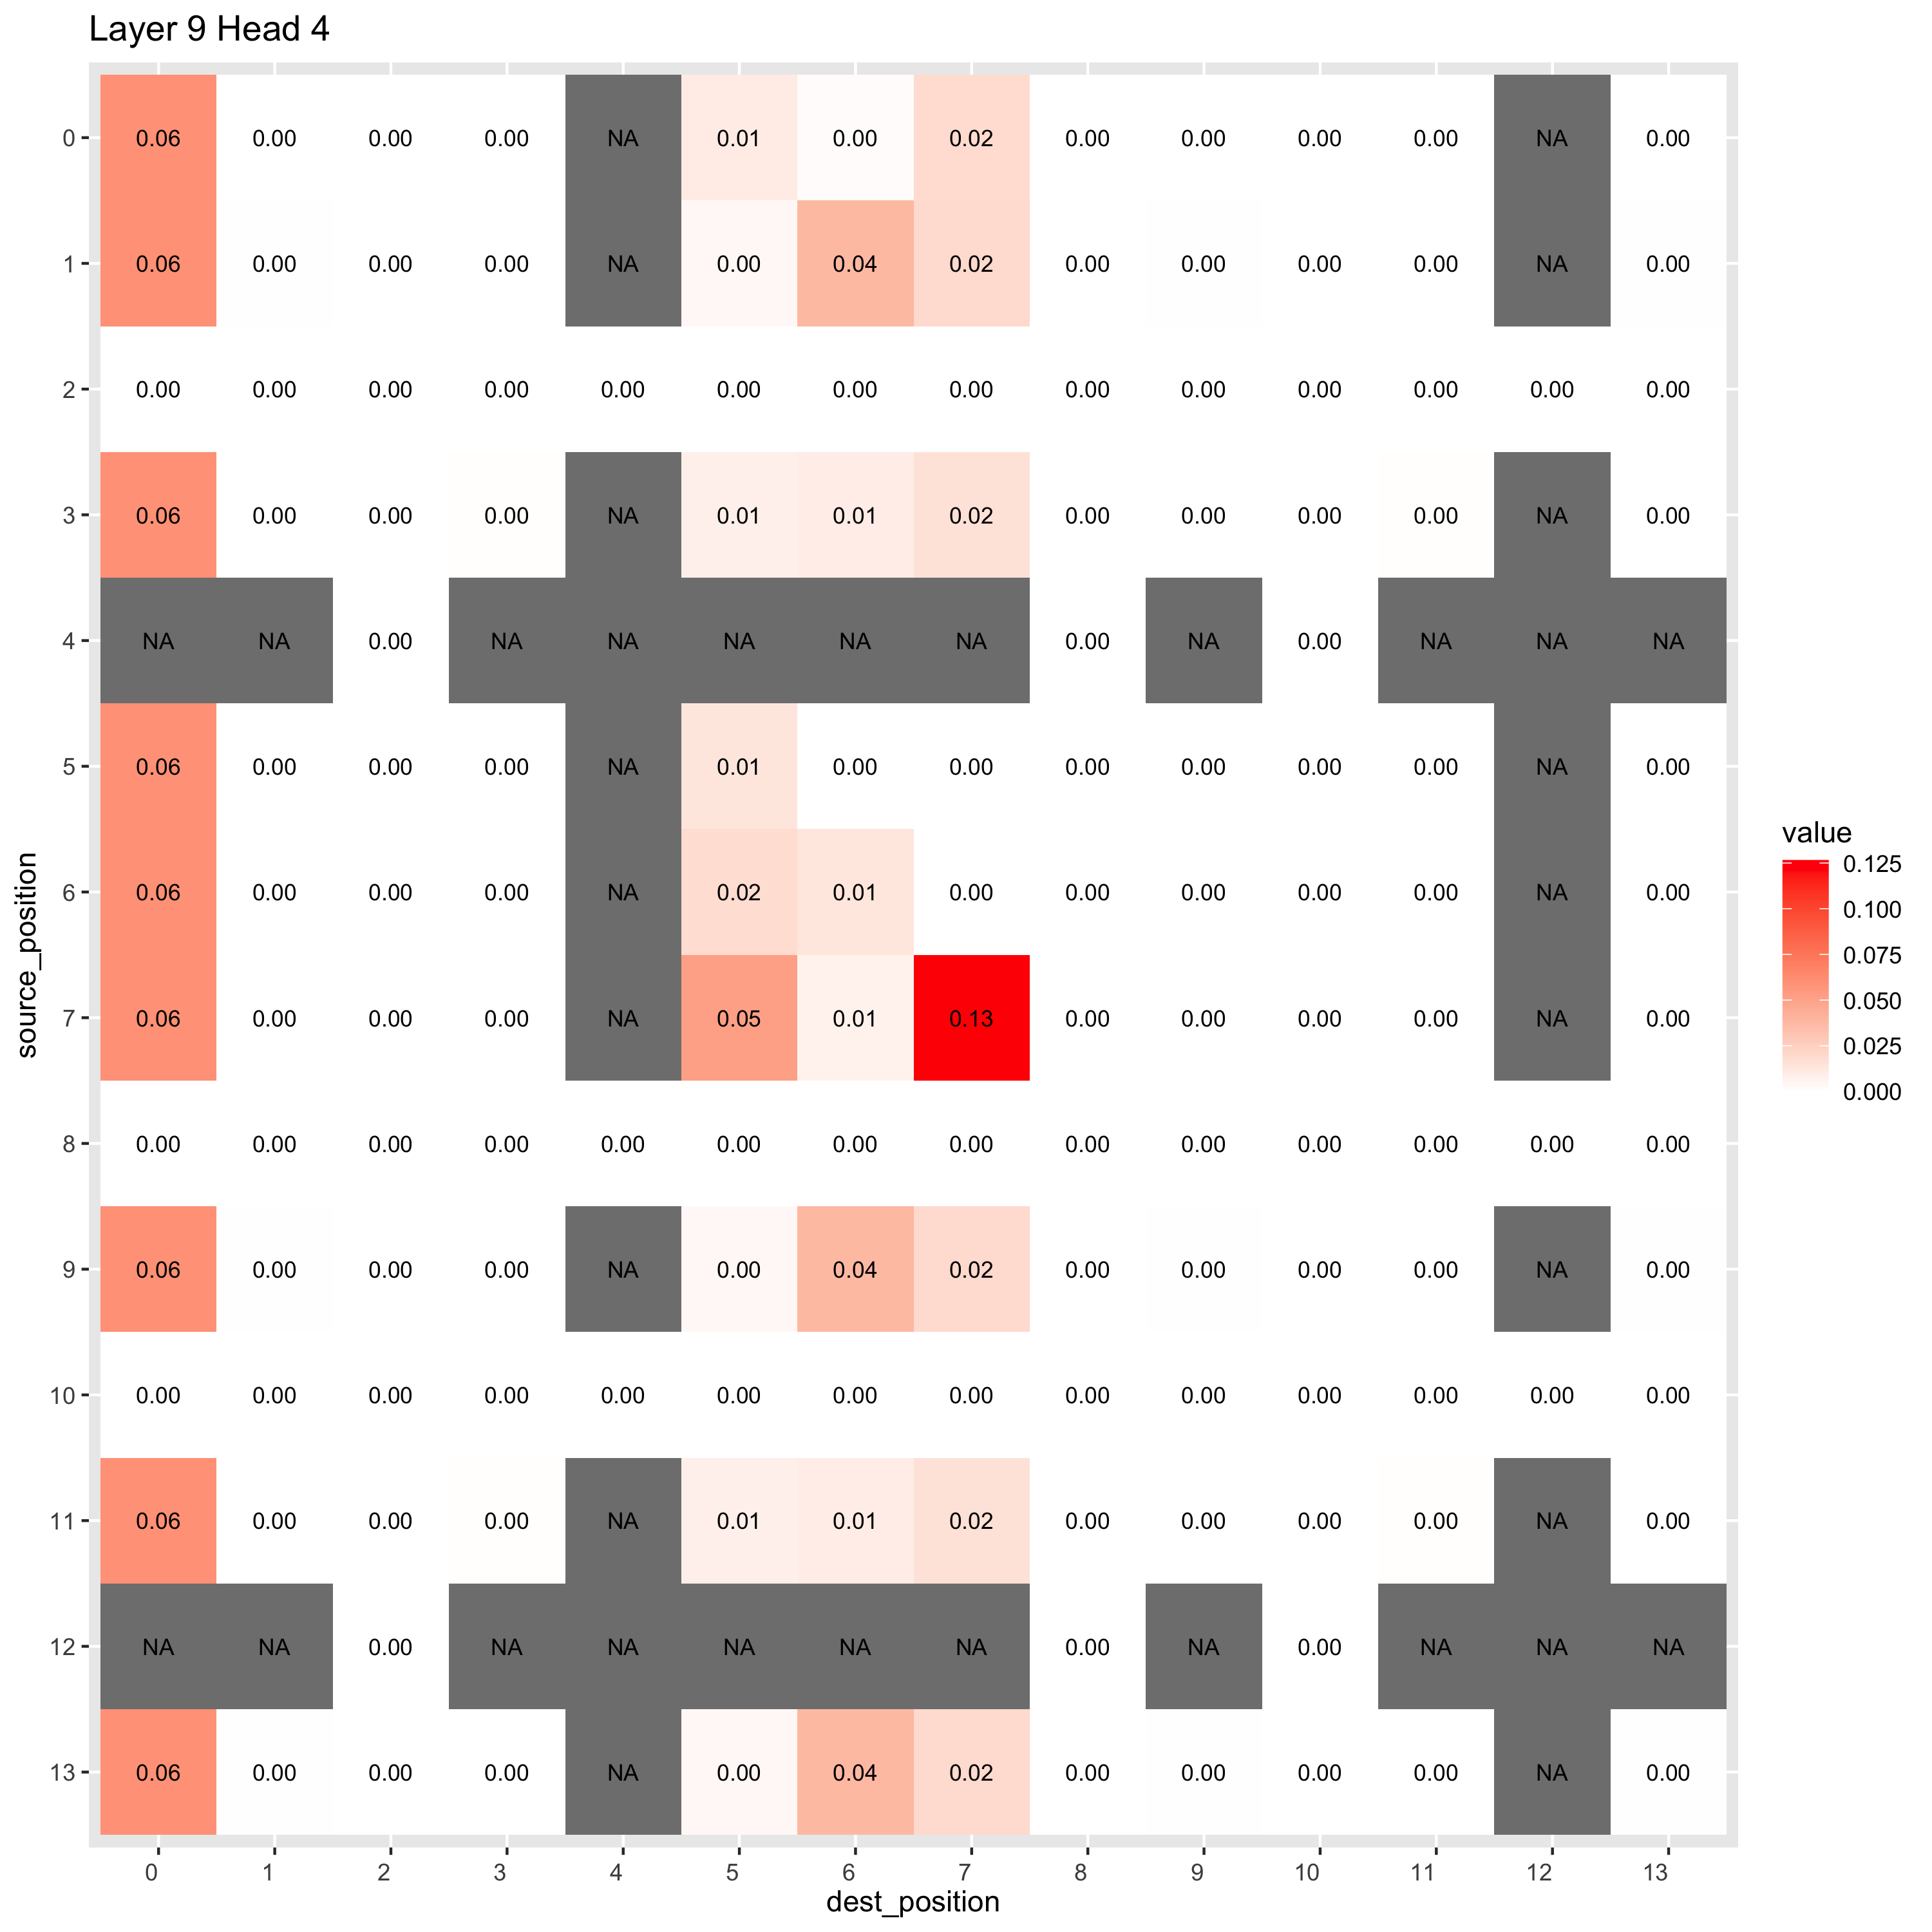 Layer 9 Head 4
0 0.06 0.00 0.00 0.00 NA 0.01 0.00 0.02 0.00 0.00 0.00 0.00 NA 0.00
1 0.06 0.00 0.00 0.00 NA 0.00 0.04 0.02 0.00 0.00 0.00 0.00 NA 0.00
2 0.00 0.00 0.00 0.00 0.00 0.00 0.00 0.00 0.00 0.00 0.00 0.00 0.00 0.00
3 0.06 0.00 0.00 0.00 NA 0.01 0.01 0.02 0.00 0.00 0.00 0.00 NA 0.00
4 NA NA 0.00 NA NA NA NA NA 0.00 NA 0.00 NA NA NA
5 0.06 0.00 0.00 0.00 NA 0.01 0.00 0.00 0.00 0.00 0.00 0.00 NA 0.00
6 0.06 0.00 0.00 0.00 NA 0.02 0.01 0.00 0.00 0.00 0.00 0.00 NA 0.00
7 0.06 0.00 0.00 0.00 NA 0.05 0.01 0.13 0.00 0.00 0.00 0.00 NA 0.00
8 0.00 0.00 0.00 0.00 0.00 0.00 0.00 0.00 0.00 0.00 0.00 0.00 0.00 0.00
9 0.06 0.00 0.00 0.00 NA 0.00 0.04 0.02 0.00 0.00 0.00 0.00 NA 0.00
10 0.00 0.00 0.00 0.00 0.00 0.00 0.00 0.00 0.00 0.00 0.00 0.00 0.00 0.00
11 0.06 0.00 0.00 0.00 NA 0.01 0.01 0.02 0.00 0.00 0.00 0.00 NA 0.00
12 NA NA 0.00 NA NA NA NA NA 0.00 NA 0.00 NA NA NA
13 0.06 0.00 0.00 0.00 NA 0.00 0.04 0.02 0.00 0.00 0.00 0.00 NA 0.00
0 1 2 3 4 5 6 7 8 9 10 11 12 13
dest_position
source_position
value
0.125
0.100
0.075
0.050
0.025
0.000